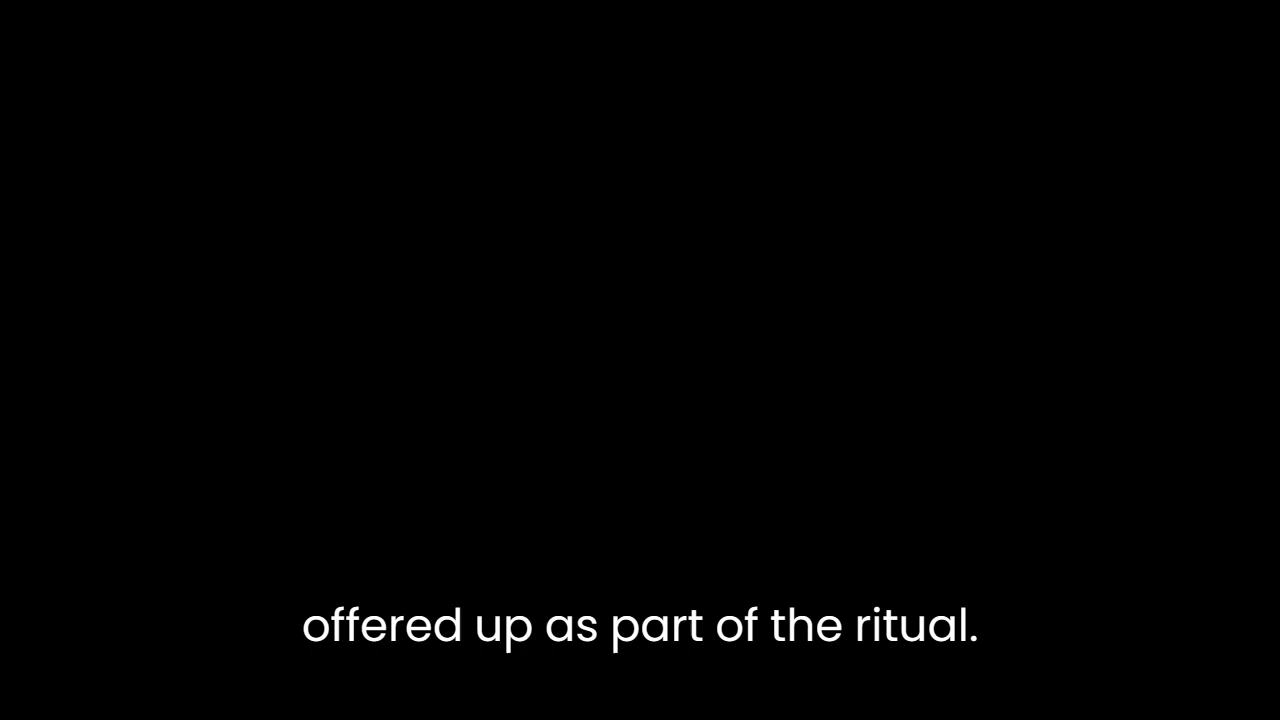 offered up as part of the ritual.